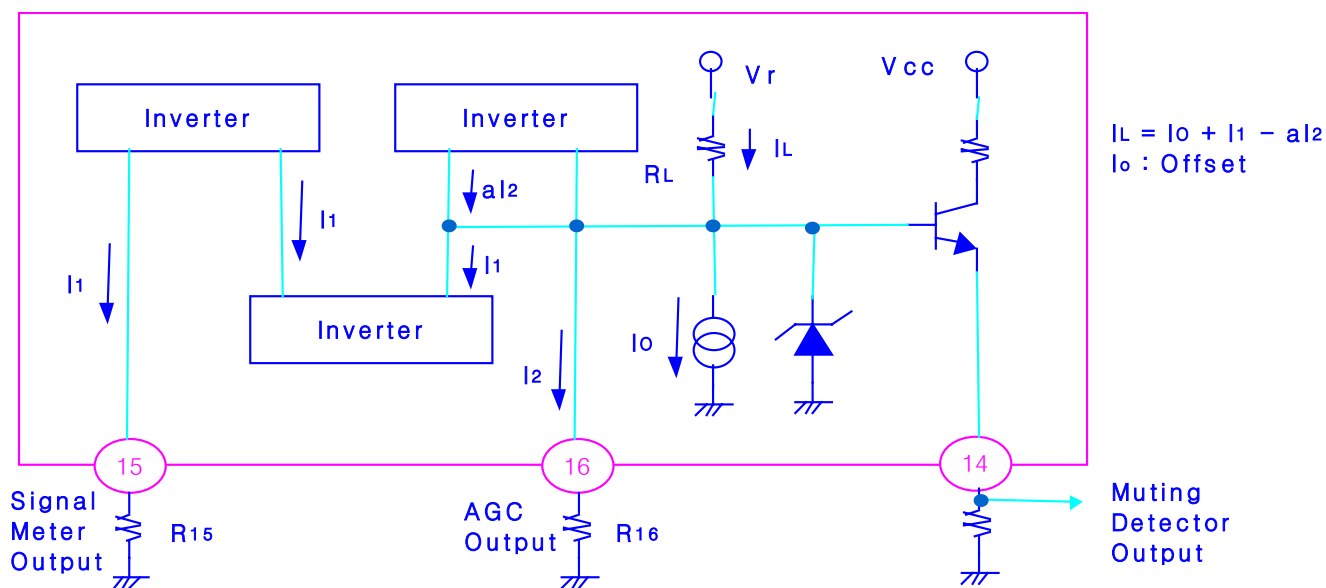 Inverter
Inverter
Vr
Vcc
IL = IO + I1 − aI2
Io : Offset
IL
RL
aI2
I1
I1
I1
Inverter
IO
I2
15
16
14
Signal
Meter
Output
R15
AGC
Output
R16
Muting
Detector
Output